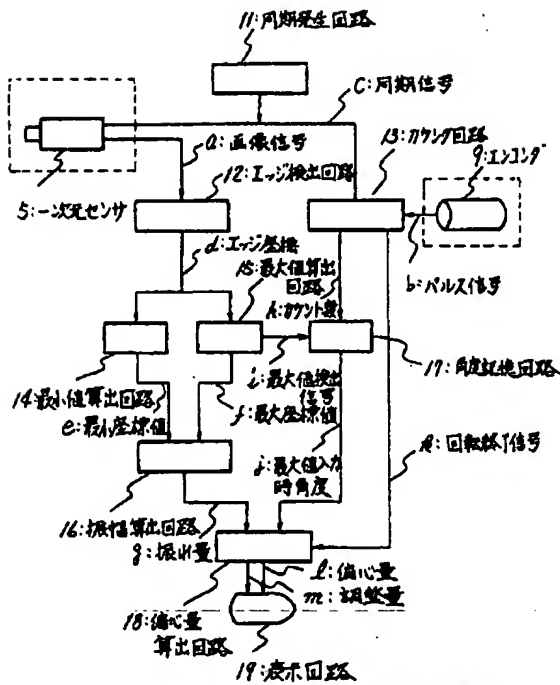 11:同期発生回路
C:同期信号
a:画像信号
13:カウンタ回路
9:エンコーダ
12:エッジ検出回路
5:一次元センサ
d:エッジ座標
b:パルス信号
15:最大値算出
回路
h:カウント数
i:最大値検出
信号
17:角度記憶回路
14:最小値算出回路
e:最小座標値
f:最大座標値
j:最大値入力
時角度
k:回転終了信号
16:振幅算出回路
g:振れ量
l:偏心量
m:調整量
18:偏心量
算出回路
19:表示回路